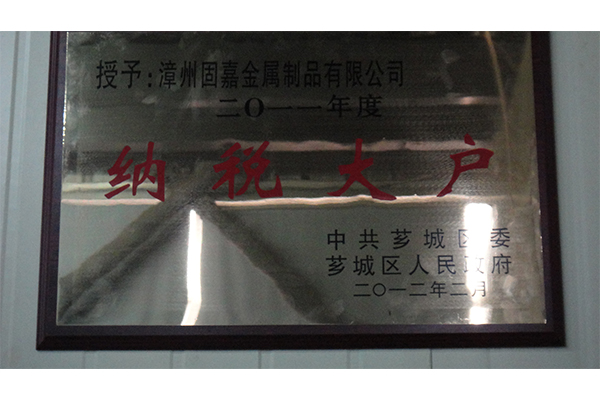 授予：漳州固嘉金属制品有限公司
二〇一一年度
纳税大户
中共芗城区委
芗城区人民政府
二〇一二年二月